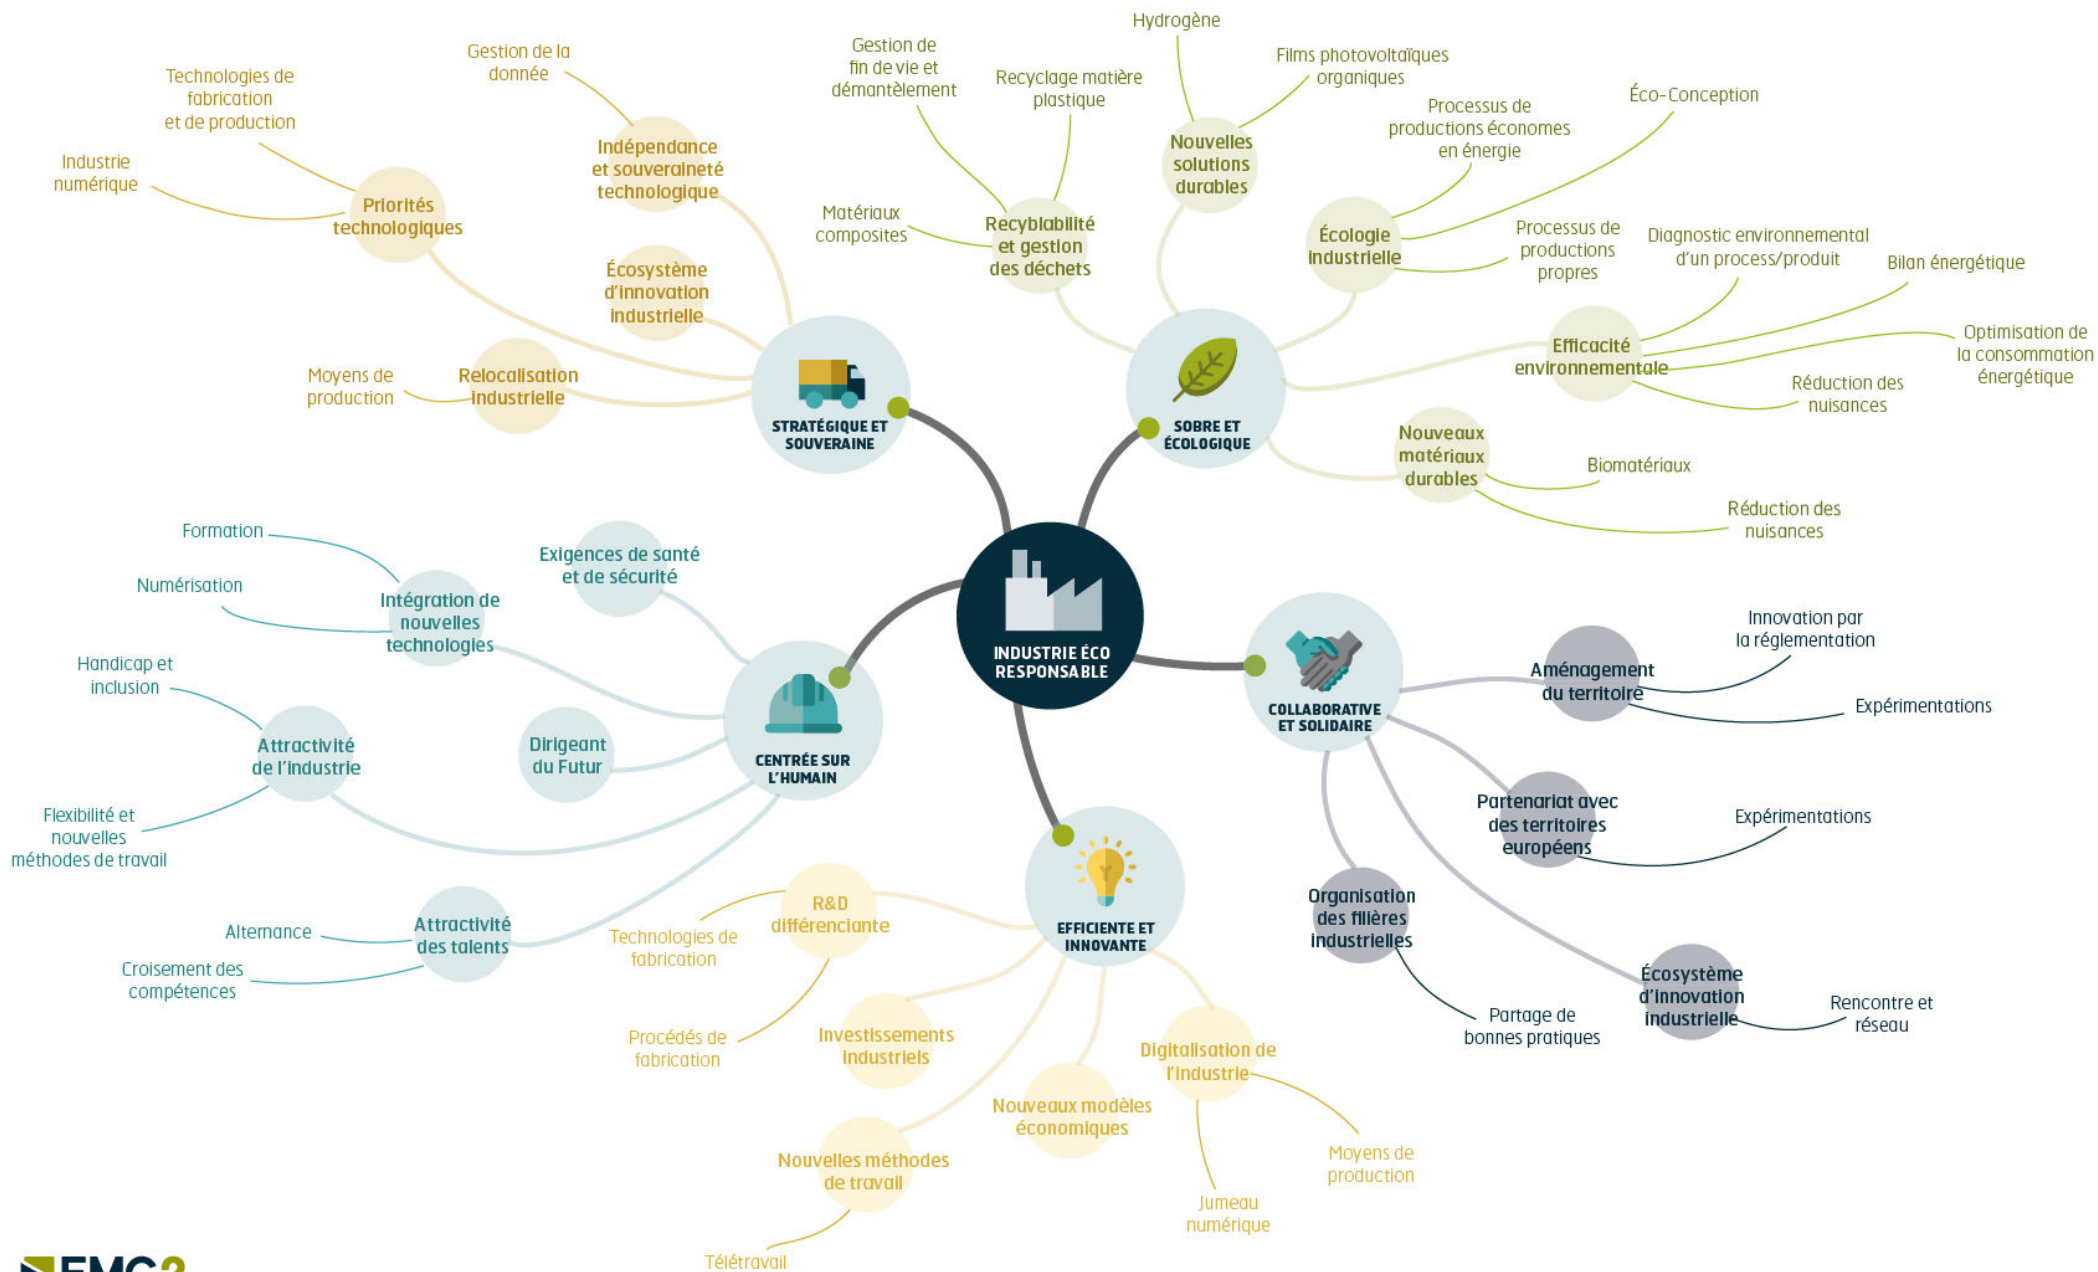 Hydrogène
Gestion de
fin de vie et
démantèlement
Recyclage matière
plastique
Films photovoltaïques
organiques
Processus de
productions économes
en énergie
Éco-Conception
Nouvelles
solutions
durables
Matériaux
composites
Recyblabilité
et gestion
des déchets
Écologie
industrielle
Processus de
productions
propres
Diagnostic environnemental
d'un process/produit
Bilan énergétique
Optimisation de
la consommation
énergétique
Efficacité
environnementale
Réduction des
nuisances
Nouveaux
matériaux
durables
Biomatériaux
Réduction des
nuisances
SOBRE ET
ÉCOLOGIQUE
Gestion de la
donnée
Technologies de
fabrication
et de production
Industrie
numérique
Priorités
technologiques
Indépendance
et souveraineté
technologique
Écosystème
d'innovation
industrielle
Moyens de
production
Relocalisation
industrielle
STRATÉGIQUE ET
SOUVERAINE
INDUSTRIE ÉCO
RESPONSABLE
Formation
Numérisation
Intégration de
nouvelles
technologies
Exigences de santé
et de sécurité
Handicap et
inclusion
Attractivité
de l'industrie
Dirigeant
du Futur
CENTRÉE SUR
L'HUMAIN
Flexibilité et
nouvelles
méthodes de travail
Alternance
Attractivité
des talents
Croisement des
compétences
COLLABORATIVE
ET SOLIDAIRE
Aménagement
du territoire
Innovation par
la réglementation
Expérimentations
Partenariat avec
des territoires
européens
Expérimentations
Organisation
des filières
industrielles
Partage de
bonnes pratiques
Écosystème
d'innovation
industrielle
Rencontre et
réseau
EFFICIENTE ET
INNOVANTE
R&D
différenciante
Technologies de
fabrication
Procédés de
fabrication
Investissements
industriels
Nouveaux modèles
économiques
Digitalisation de
l'industrie
Moyens de
production
Jumeau
numérique
Nouvelles méthodes
de travail
Télétravail
EMC2